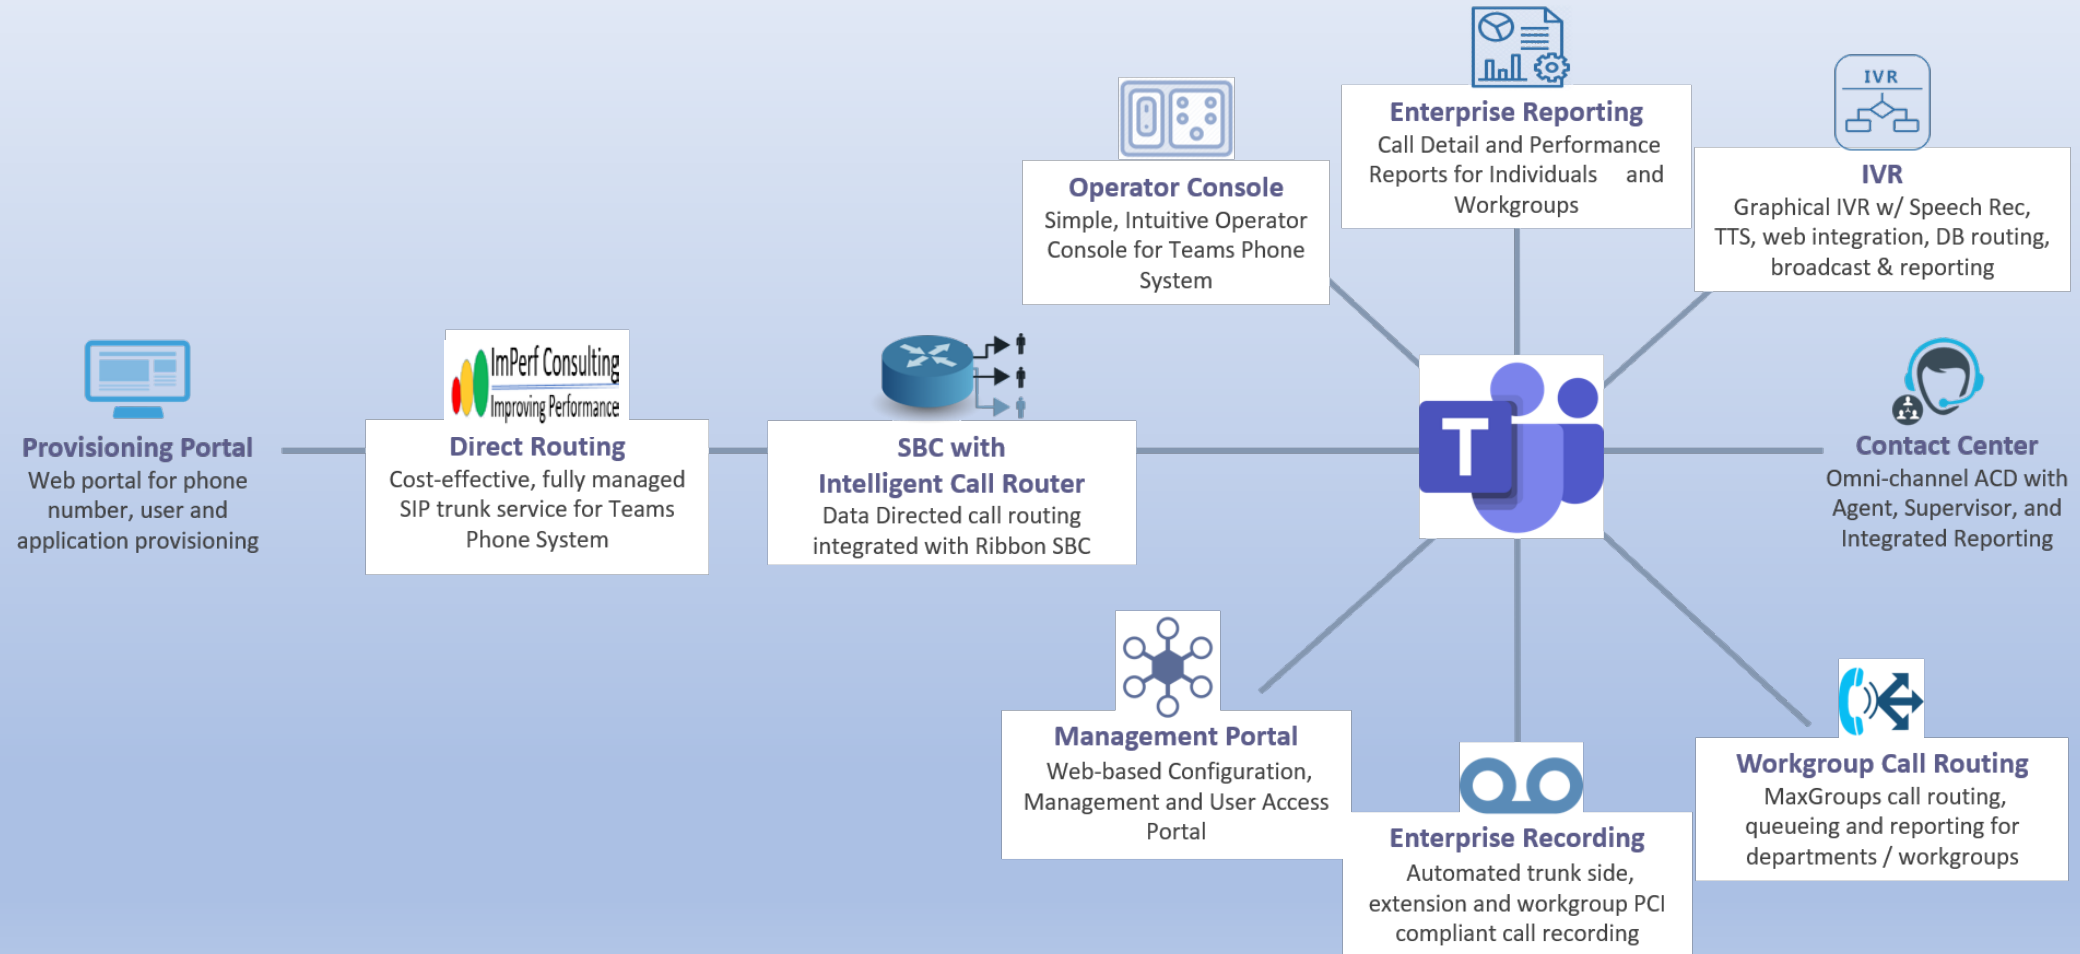 Enterprise Reporting
Call Detail and Performance
Reports for Individuals and
Workgroups
IVR
IVR
Graphical IVR w/ Speech Rec,
TTS, web integration, DB routing,
broadcast & reporting
Operator Console
Simple, Intuitive Operator
Console for Teams Phone
System
Provisioning Portal
Web portal for phone
number, user and
application provisioning
ImPerf Consulting
Improving Performance
Direct Routing
Cost-effective, fully managed
SIP trunk service for Teams
Phone System
SBC with
Intelligent Call Router
Data Directed call routing
integrated with Ribbon SBC
T
Contact Center
Omni-channel ACD with
Agent, Supervisor, and
Integrated Reporting
Management Portal
Web-based Configuration,
Management and User Access
Portal
Enterprise Recording
Automated trunk side,
extension and workgroup PCI
compliant call recording
Workgroup Call Routing
MaxGroups call routing,
queueing and reporting for
departments / workgroups